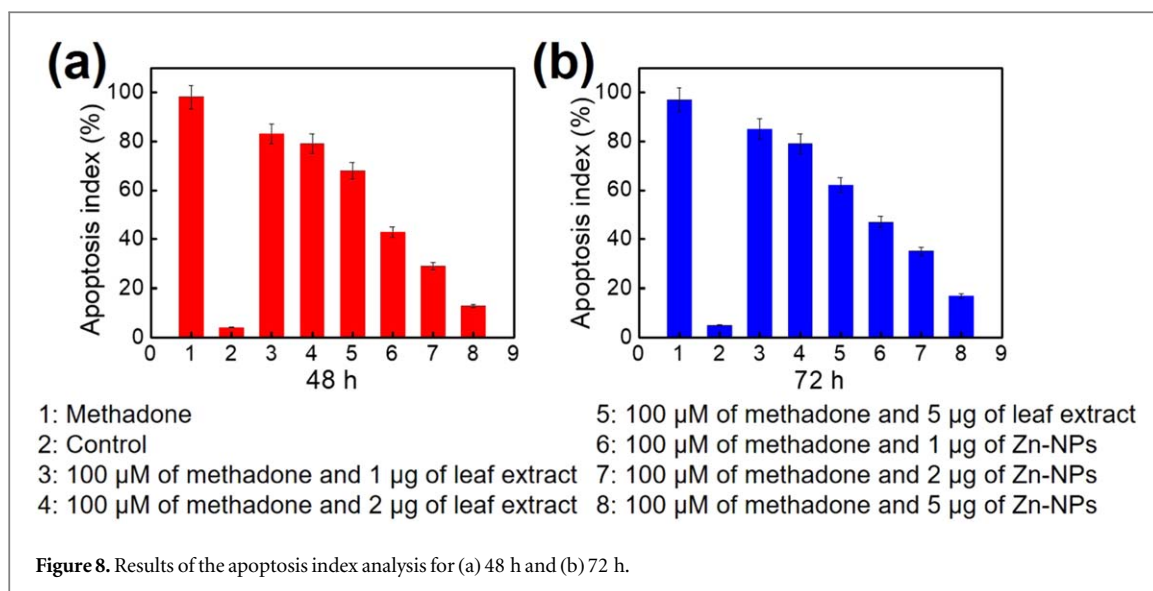 (a)
Apoptosis index (%)
100
80
60
40
20
0
0 1 2 3 4 5 6 7 8 9
48 h
(b)
Apoptosis index (%)
100
80
60
40
20
0
0 1 2 3 4 5 6 7 8 9
72 h
1: Methadone
2: Control
3: 100 µM of methadone and 1 µg of leaf extract
4: 100 µM of methadone and 2 µg of leaf extract
5: 100 µM of methadone and 5 µg of leaf extract
6: 100 µM of methadone and 1 µg of Zn-NPs
7: 100 µM of methadone and 2 µg of Zn-NPs
8: 100 µM of methadone and 5 µg of Zn-NPs
Figure 8. Results of the apoptosis index analysis for (a) 48 h and (b) 72 h.